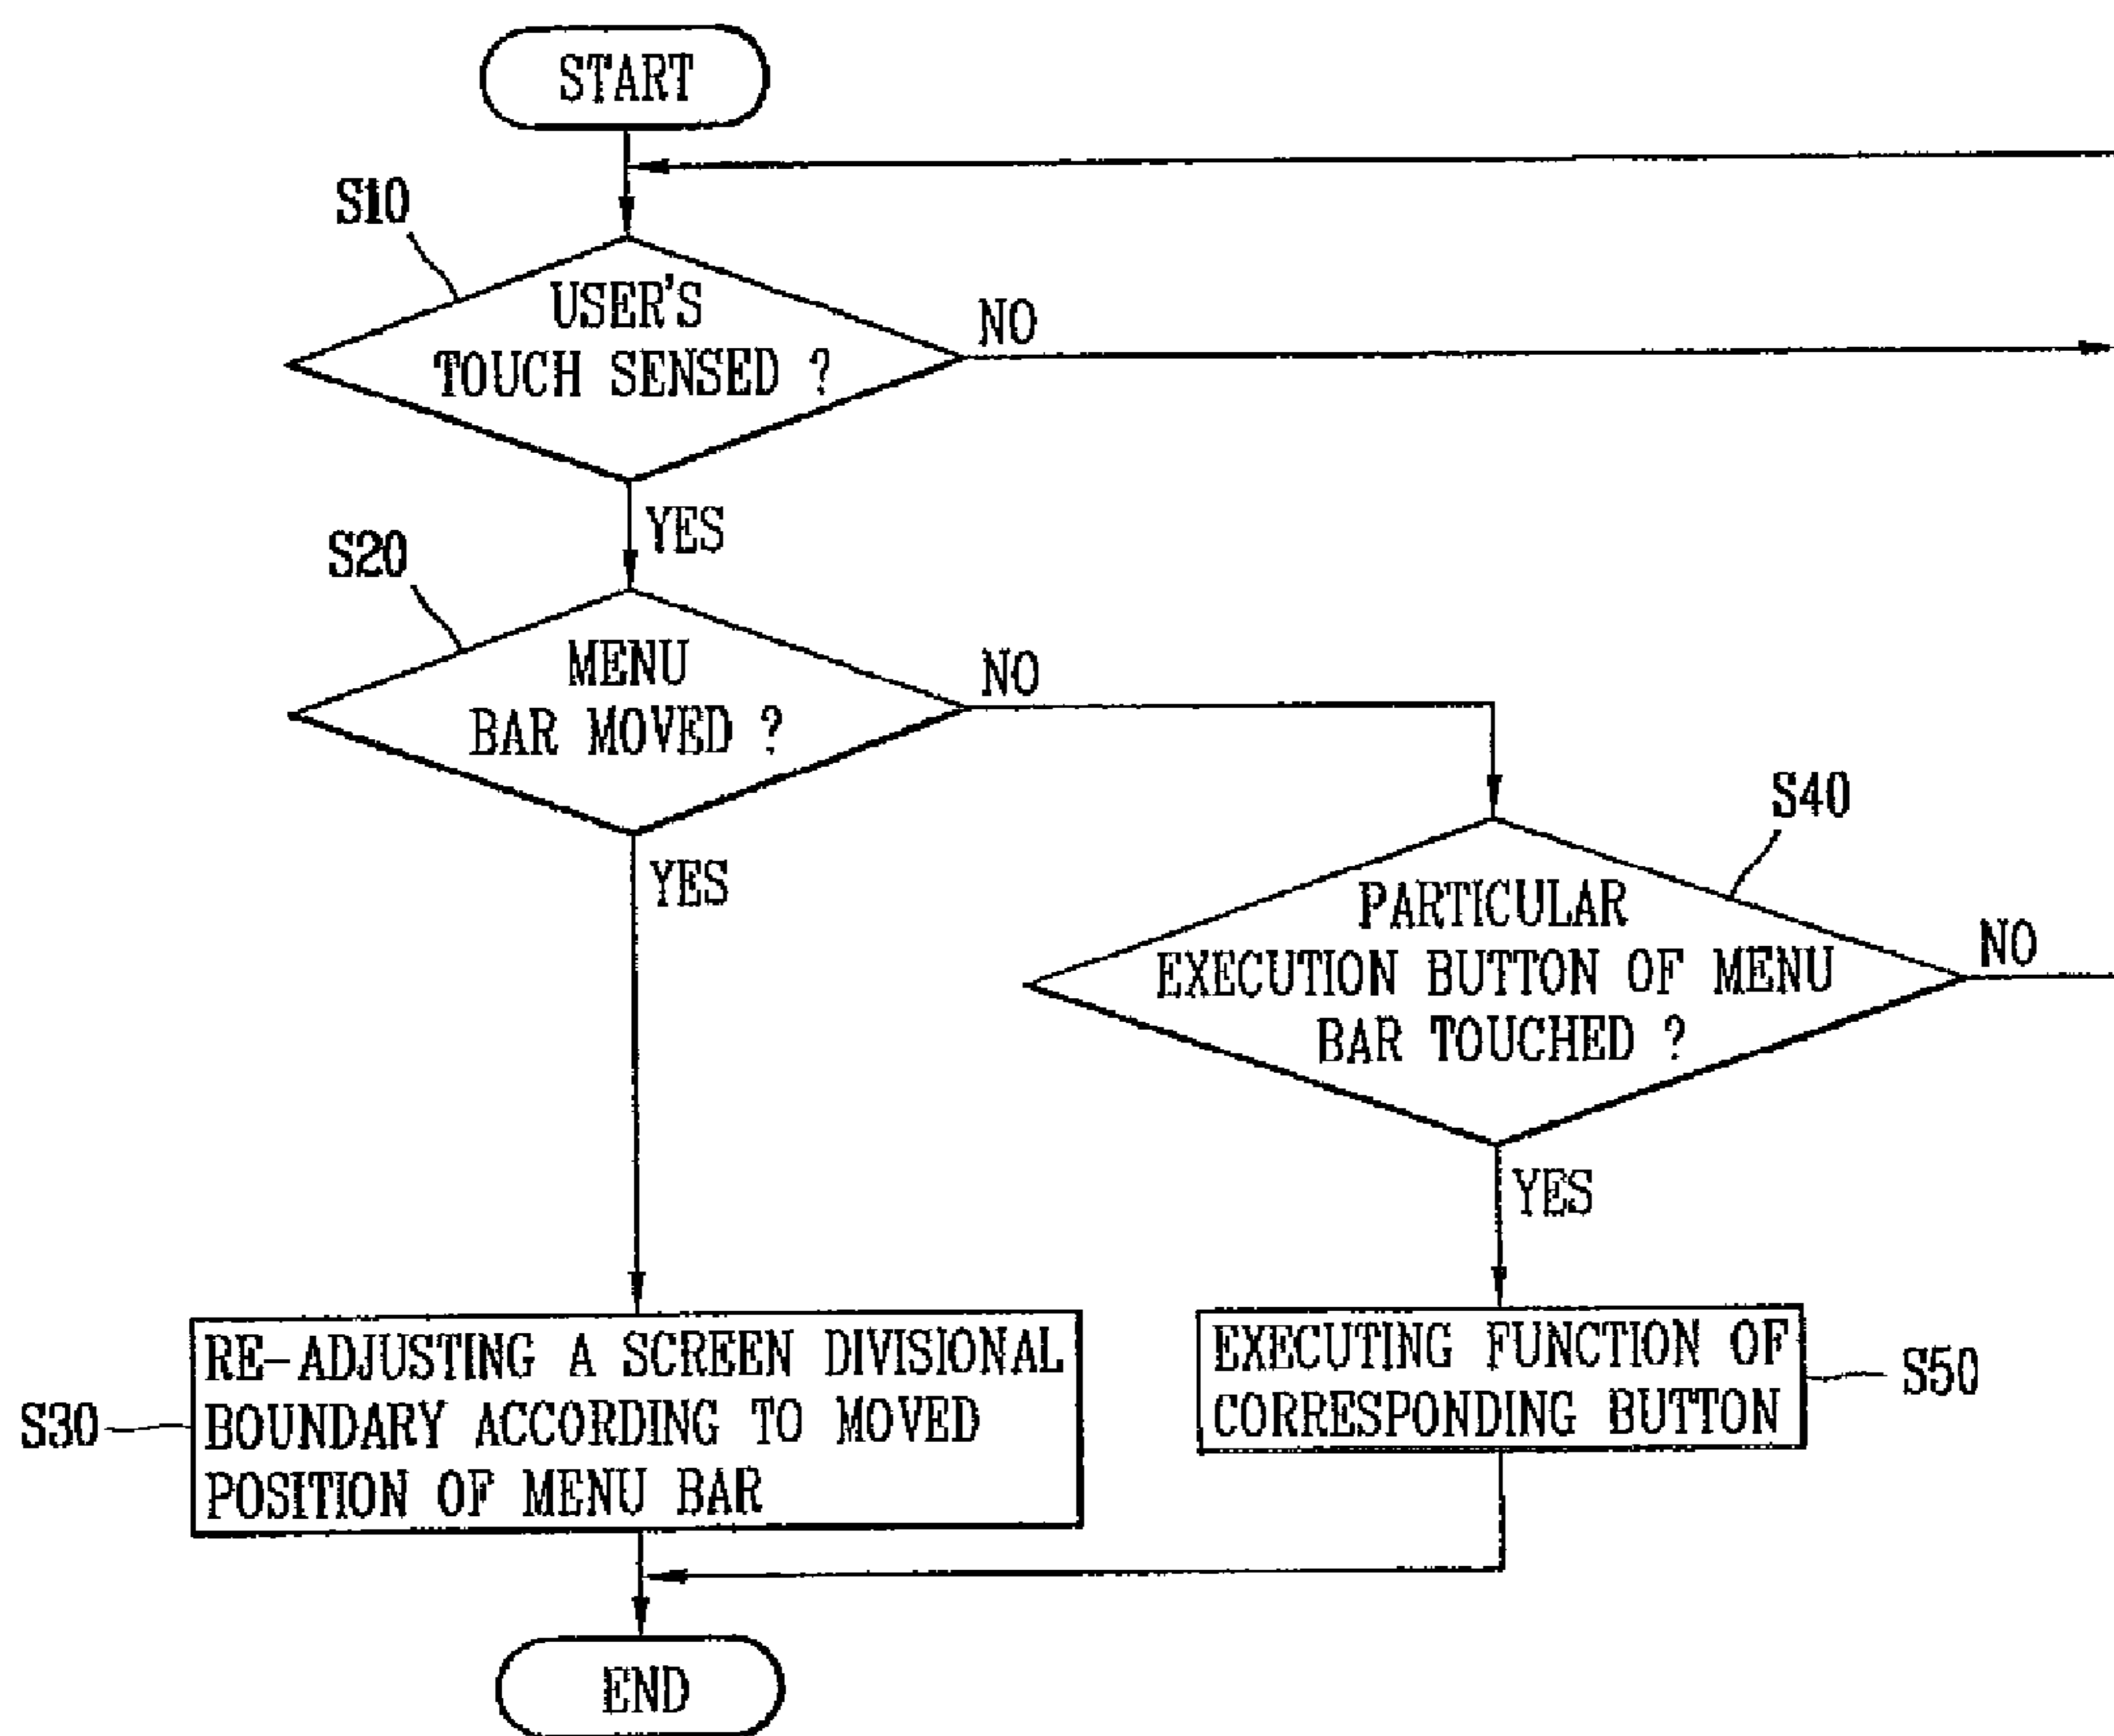 START
S10
USER'S
TOUCH SENSED ?
NO
YES
S20
MENU
BAR MOVED ?
NO
YES
S40
PARTICULAR
EXECUTION BUTTON OF MENU
BAR TOUCHED ?
NO
YES
S30
RE-ADJUSTING A SCREEN DIVISIONAL
BOUNDARY ACCORDING TO MOVED
POSITION OF MENU BAR
EXECUTING FUNCTION OF
CORRESPONDING BUTTON
S50
END